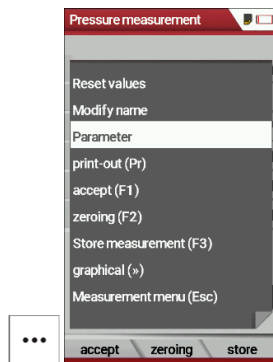 Pressure measurement
Reset values
Modify name
Parameter
print-out (Pr)
accept (F1)
zeroing (F2)
Store measurement (F3)
graphical (»)
Measurement menu (Esc)
accept zeroing store